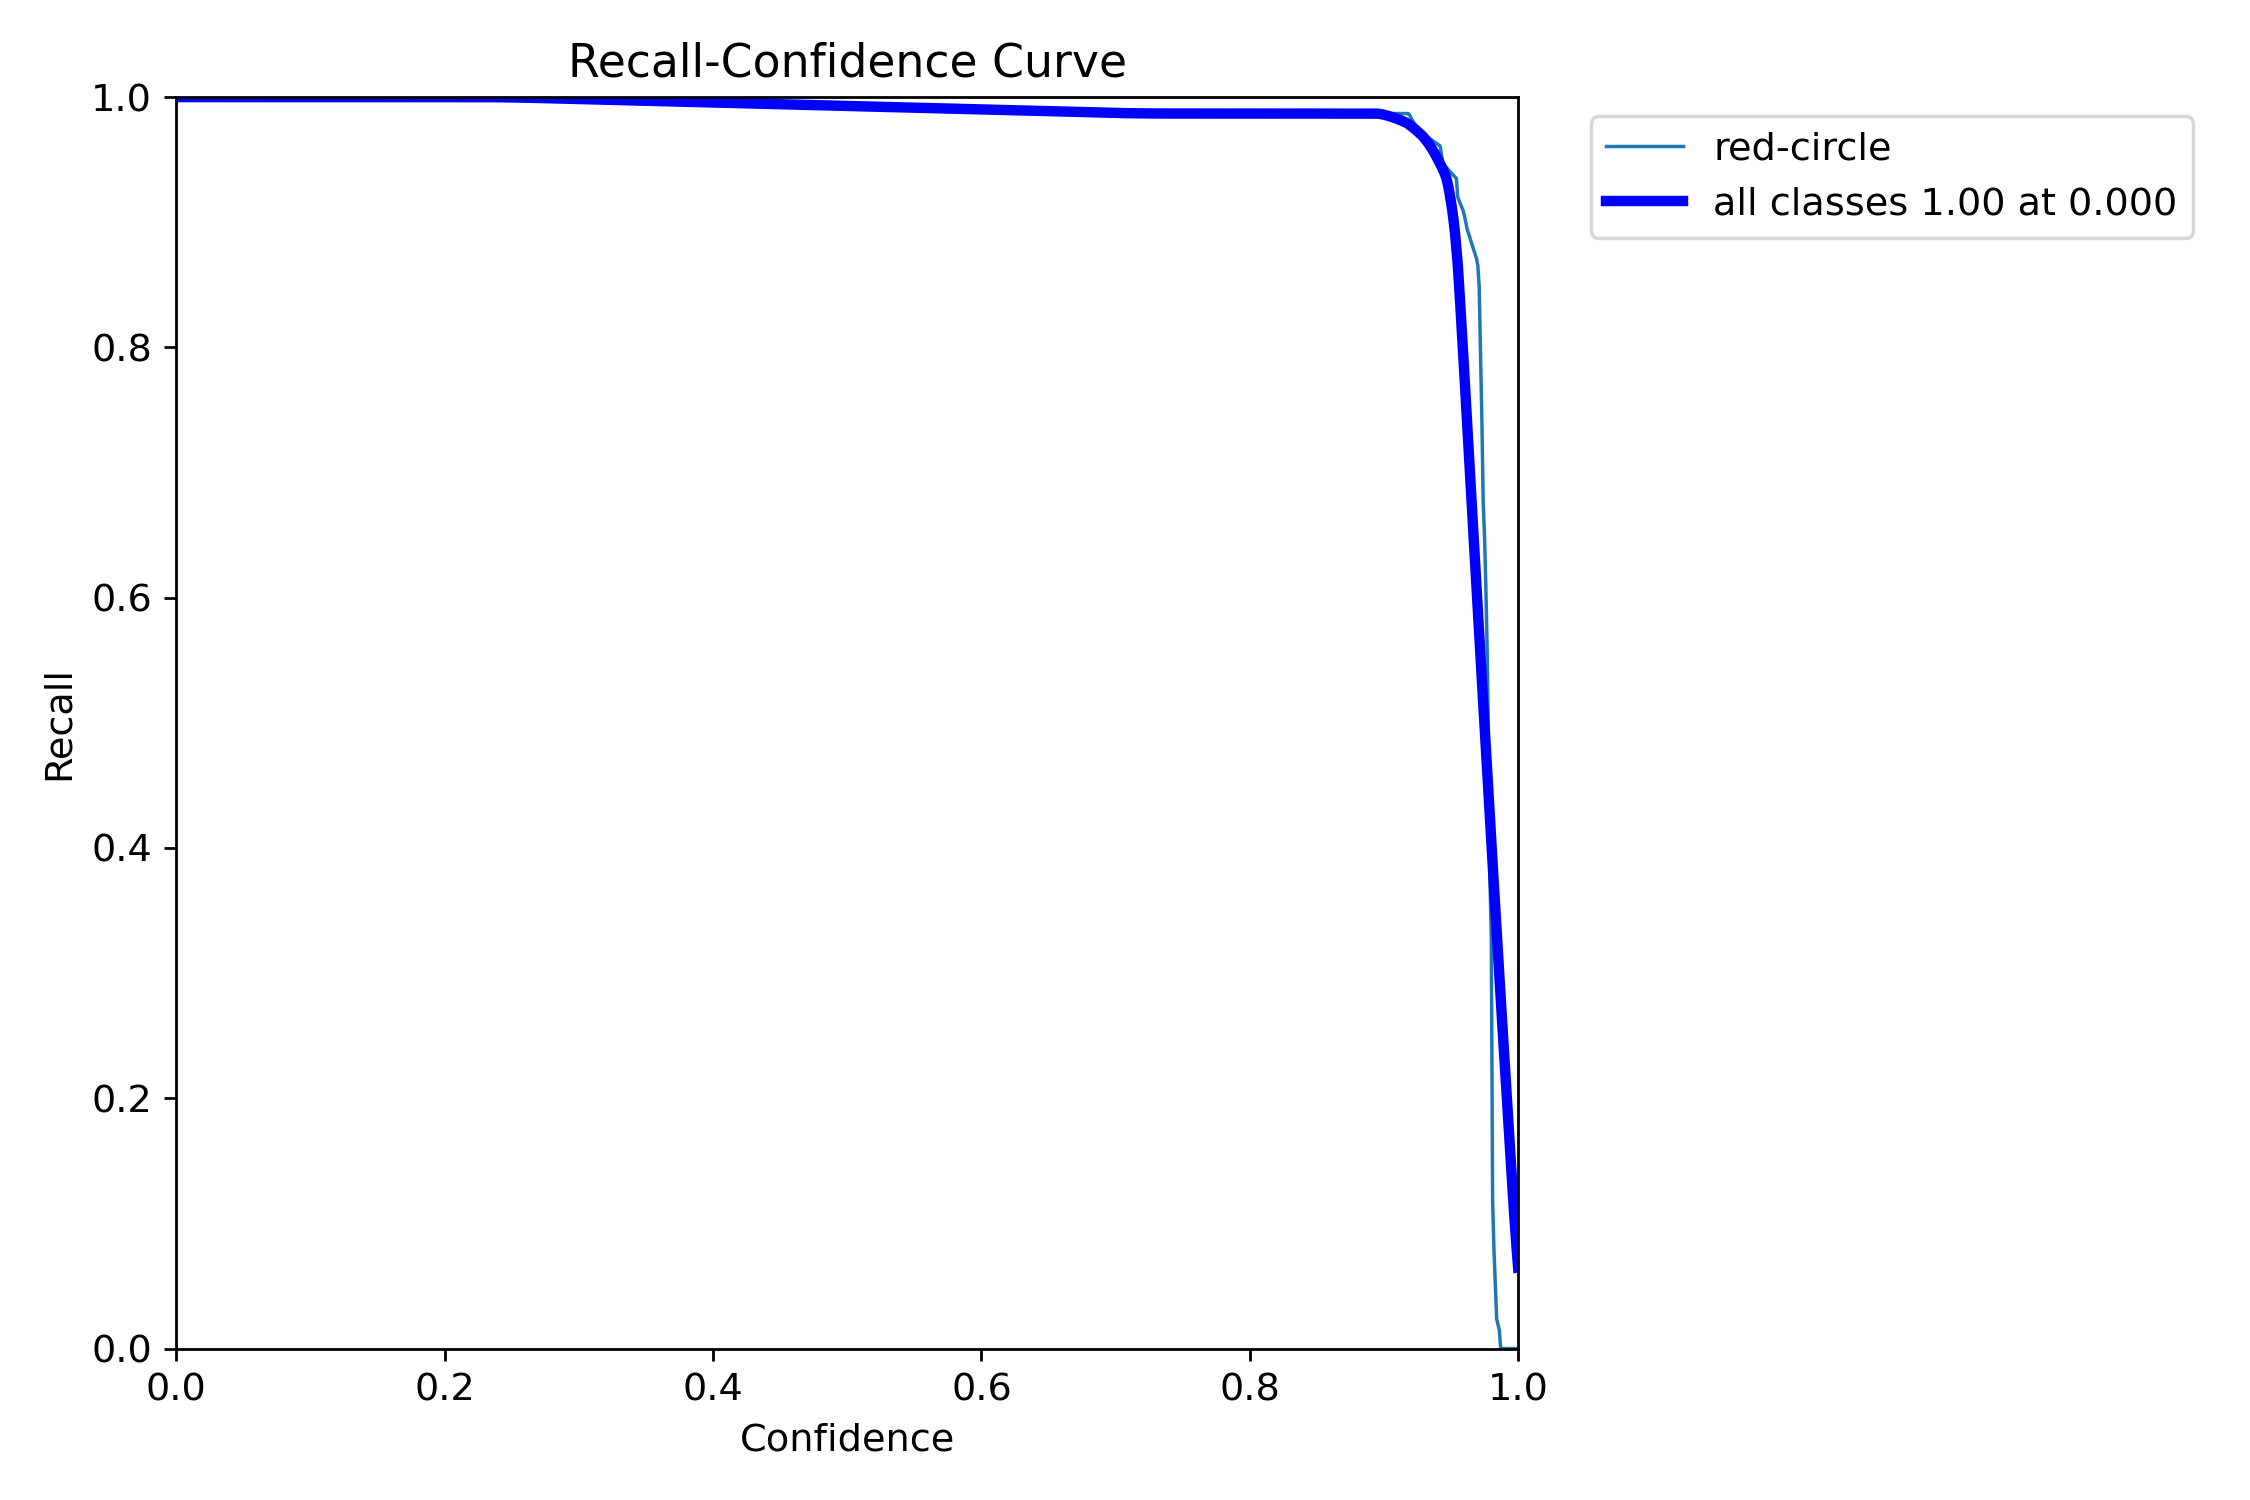 Recall-Confidence Curve
1.0
0.8
0.6
0.4
0.2
0.0
Recall
0.0 0.2 0.4 0.6 0.8 1.0
Confidence
red-circle
all classes 1.00 at 0.000